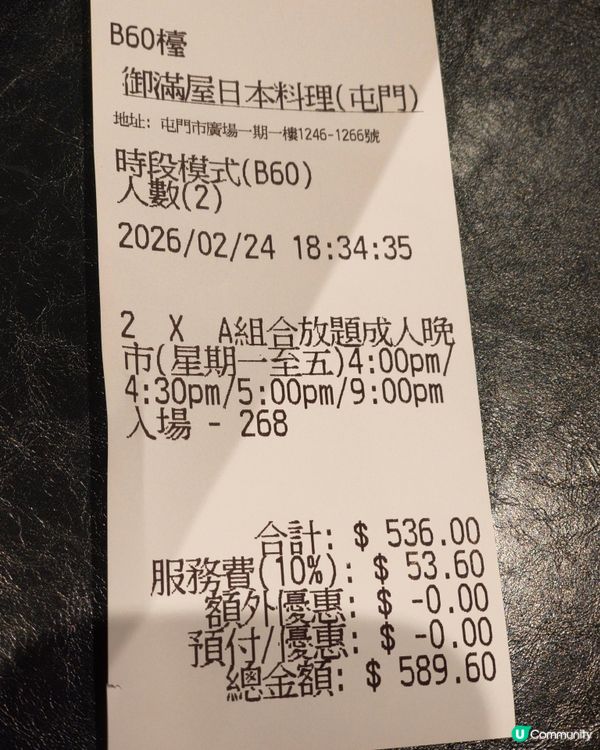 B60檯
御滿屋日本料理(屯門)
地址: 屯門市廣場一期一樓1246-1266號
時段模式(B60)
人數(2)
2026/02/24 18:34:35
2 X A組合放題成人晚
市(星期一至五)4:00pm/
4:30pm/5:00pm/9:00pm
入場 - 268
合計: $ 536.00
服務費(10%): $ 53.60
額外優惠: $ -0.00
預付/優惠: $ -0.00
總金額: $ 589.60
U Community